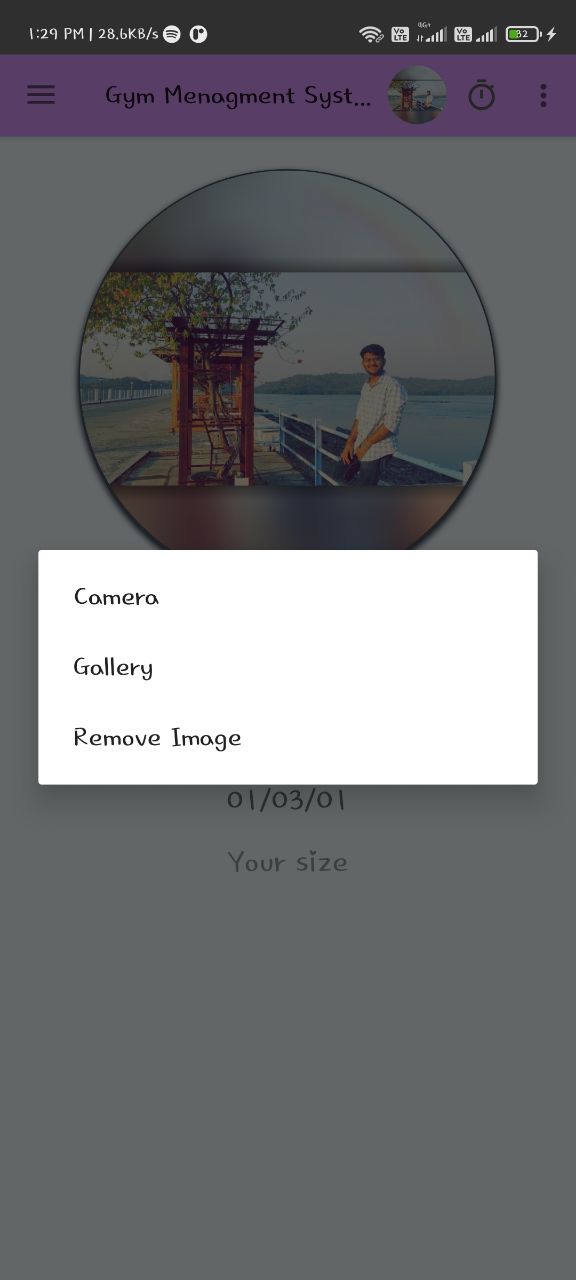 1:29 PM | 28.6KB/s
Vo LTE 4G+ Vo LTE 32
Gym Menagment Syst...
Camera
Gallery
Remove Image
01/03/01
Your size